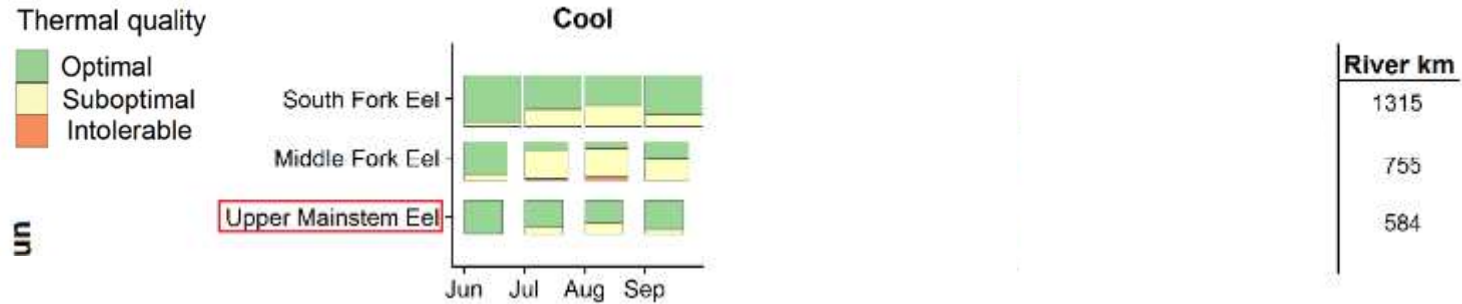 Thermal quality
Optimal
Suboptimal
Intolerable
Cool
South Fork Eel
Middle Fork Eel
Upper Mainstem Eel
un
Jun Jul Aug Sep
River km
1315
755
584